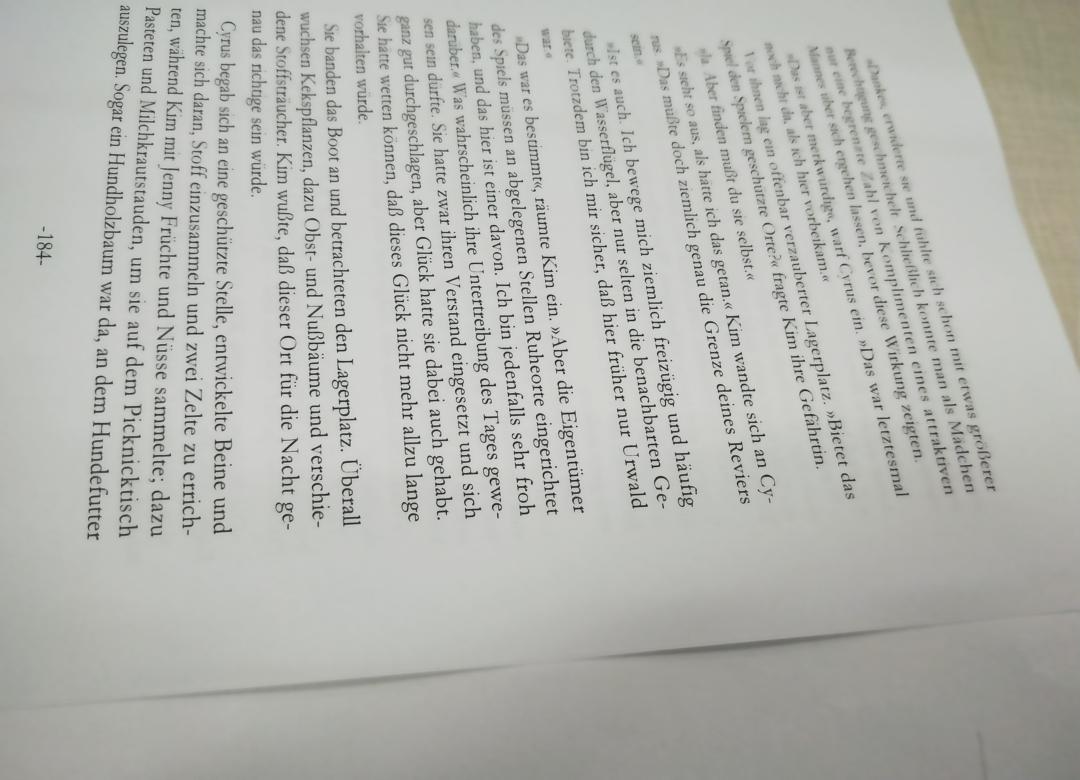 »Danke«, erwiderte sie und fühlte sich schon mit etwas größerer
Berechtigung geschmeichelt. Schließlich konnte man als Mädchen
nur eine begrenzte Zahl von Komplimenten eines attraktiven
Mannes über sich ergehen lassen, bevor diese Wirkung zeigten.
»Das ist aber merkwürdig«, warf Cyrus ein. »Das war letztesmal
noch nicht da, als ich hier vorbeikam.«
Vor ihnen lag ein offenbar verzauberter Lagerplatz. »Bietet das
Spiel den Spielern geschützte Orte?« fragte Kim ihre Gefährtin.
»Ja. Aber finden mußt du sie selbst.«
»Es sieht so aus, als hätte ich das getan.« Kim wandte sich an Cy-
rus. »Das müßte doch ziemlich genau die Grenze deines Reviers
sein.«
»Ist es auch. Ich bewege mich ziemlich freizügig und häufig
durch den Wasserflügel, aber nur selten in die benachbarten Ge-
biete. Trotzdem bin ich mir sicher, daß hier früher nur Urwald
war.«
»Das war es bestimmt«, räumte Kim ein. »Aber die Eigentümer
des Spiels müssen an abgelegenen Stellen Ruheorte eingerichtet
haben, und das hier ist einer davon. Ich bin jedenfalls sehr froh
darüber.« Was wahrscheinlich ihre Untertreibung des Tages gewe-
sen sein dürfte. Sie hatte zwar ihren Verstand eingesetzt und sich
ganz gut durchgeschlagen, aber Glück hatte sie dabei auch gehabt.
Sie hätte wetten können, daß dieses Glück nicht mehr allzu lange
vorhalten würde.
Sie banden das Boot an und betrachteten den Lagerplatz. Überall
wuchsen Kekspflanzen, dazu Obst- und Nußbäume und verschie-
dene Stoffsträucher. Kim wußte, daß dieser Ort für die Nacht ge-
nau das richtige sein würde.
Cyrus begab sich an eine geschützte Stelle, entwickelte Beine und
machte sich daran, Stoff einzusammeln und zwei Zelte zu errich-
ten, während Kim mit Jenny Früchte und Nüsse sammelte; dazu
Pasteten und Milchkrautstauden, um sie auf dem Picknicktisch
auszulegen. Sogar ein Hundholzbaum war da, an dem Hundefutter
-184-